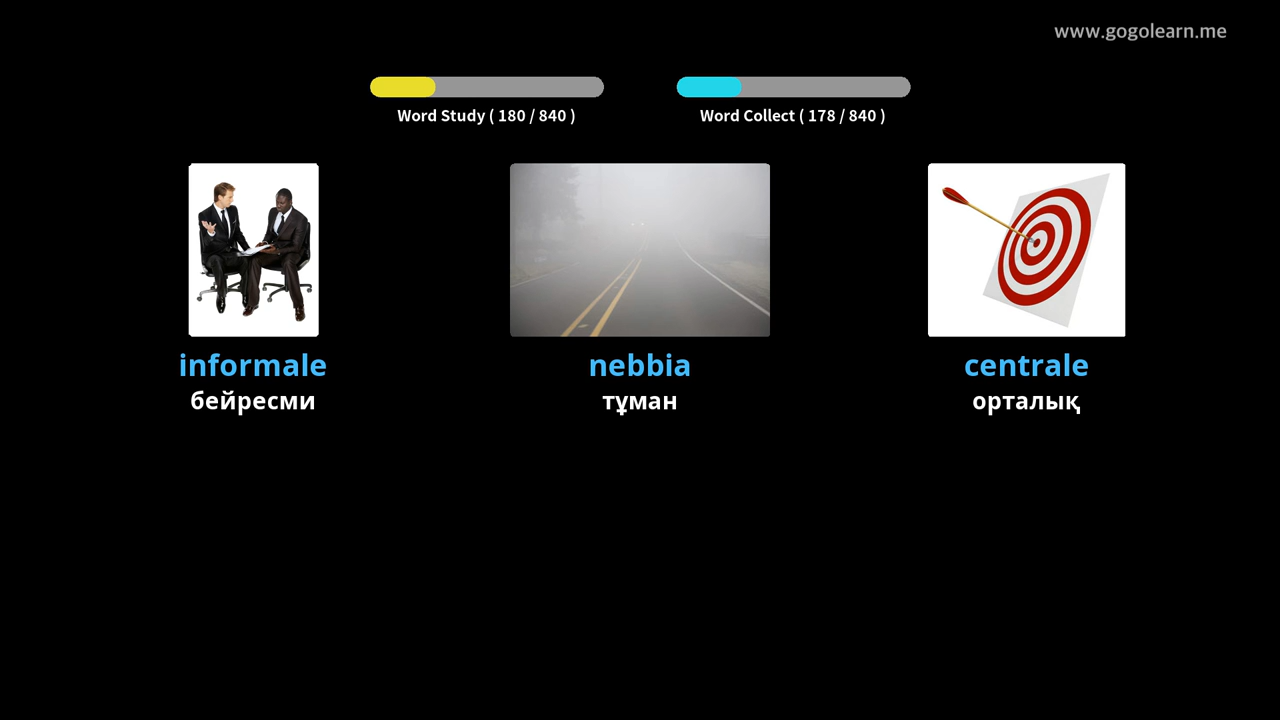 www.gogolearn.me
Word Study ( 180 / 840 )
Word Collect ( 178 / 840 )
informale
бейресми
nebbia
тұман
centrale
орталық